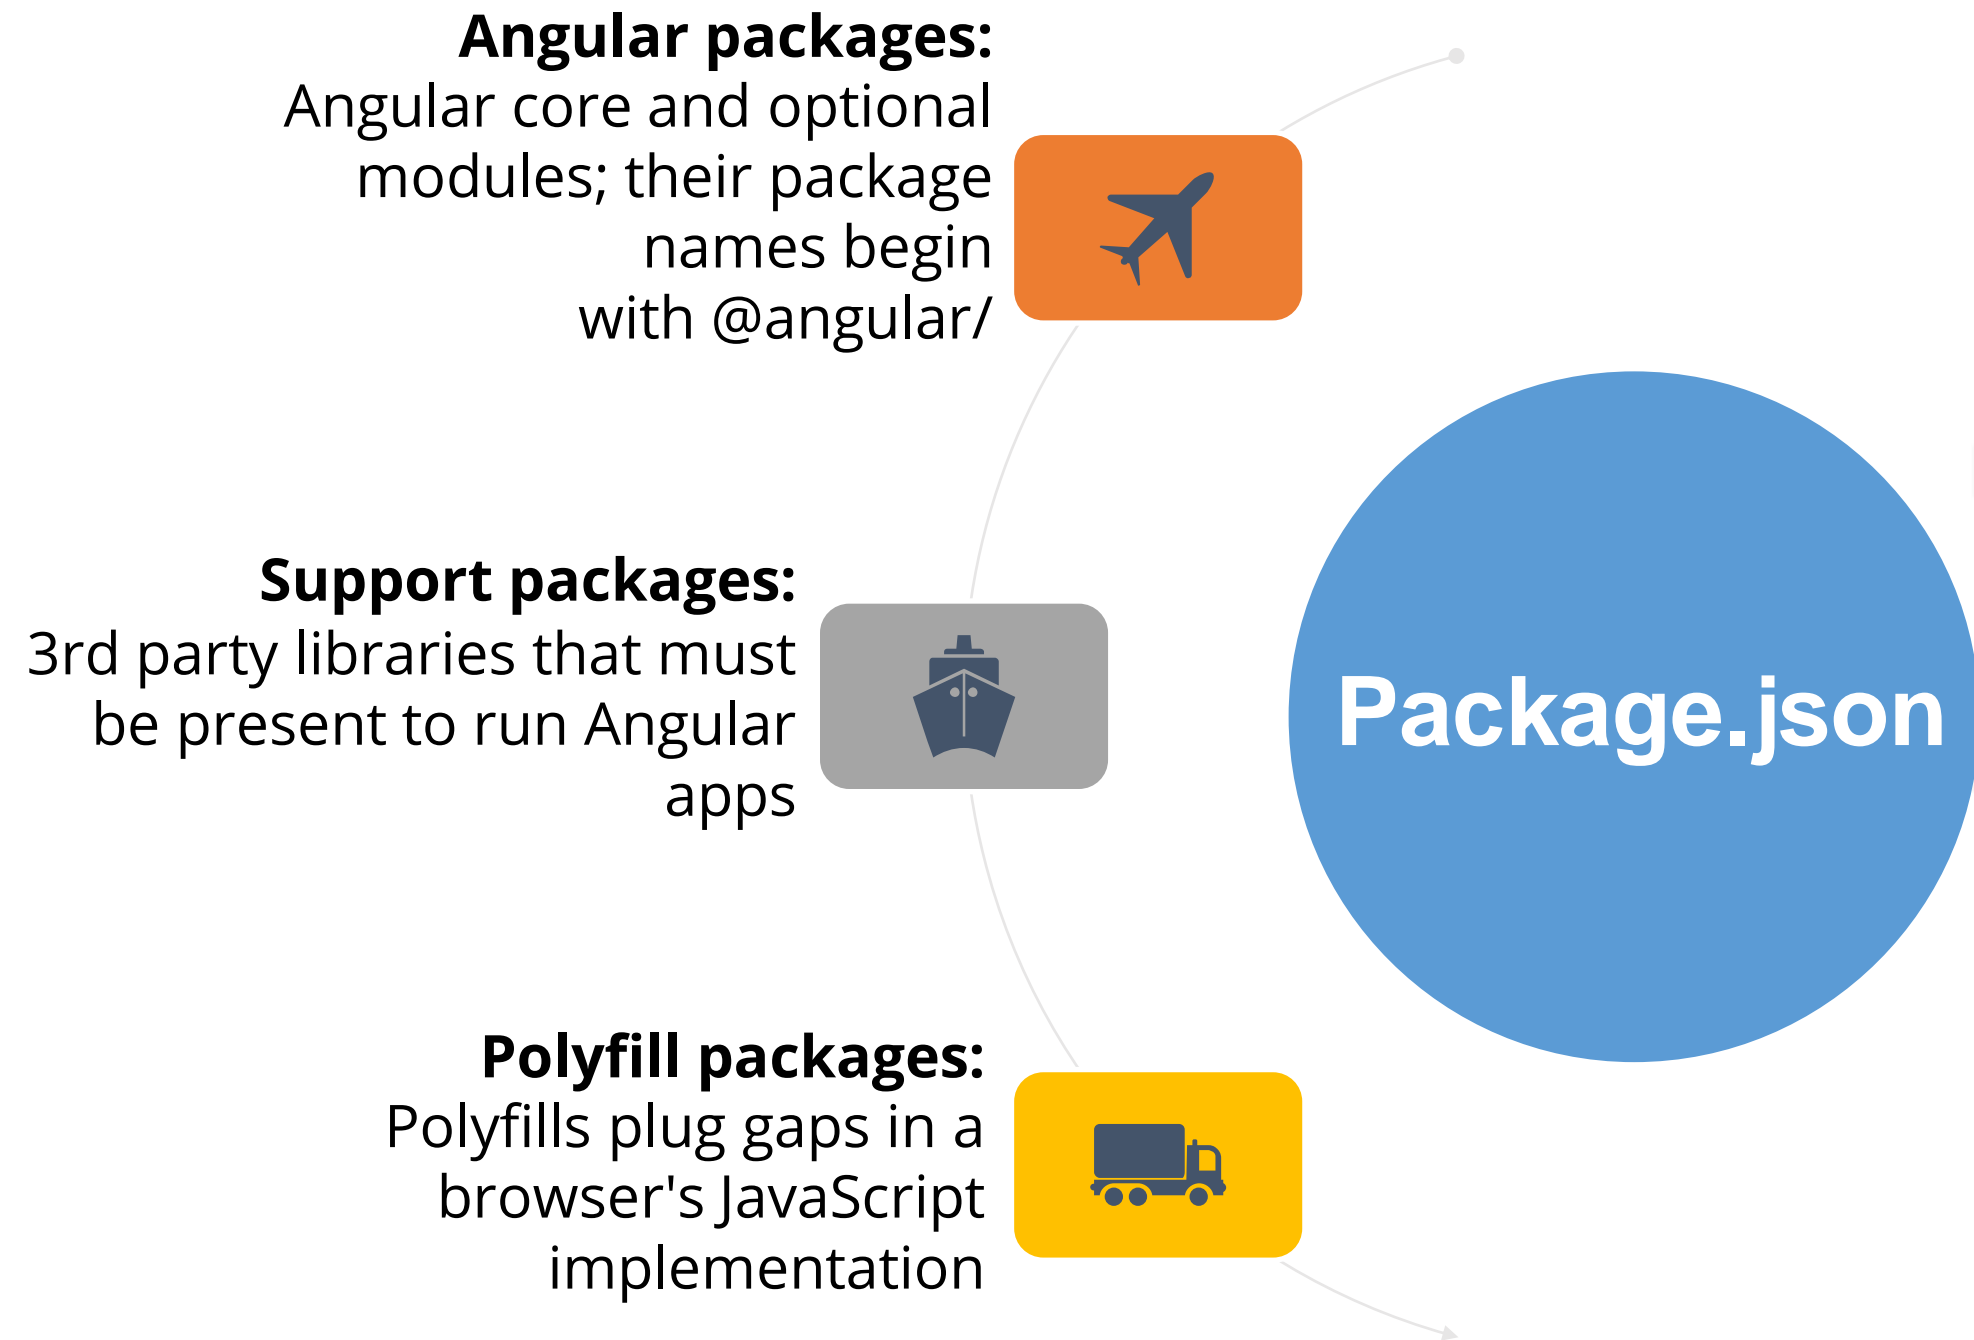 Angular packages:
Angular core and optional
modules; their package
names begin
with @angular/
Support packages:
3rd party libraries that must
be present to run Angular
apps
Package.json
Polyfill packages:
Polyfills plug gaps in a
browser's JavaScript
implementation